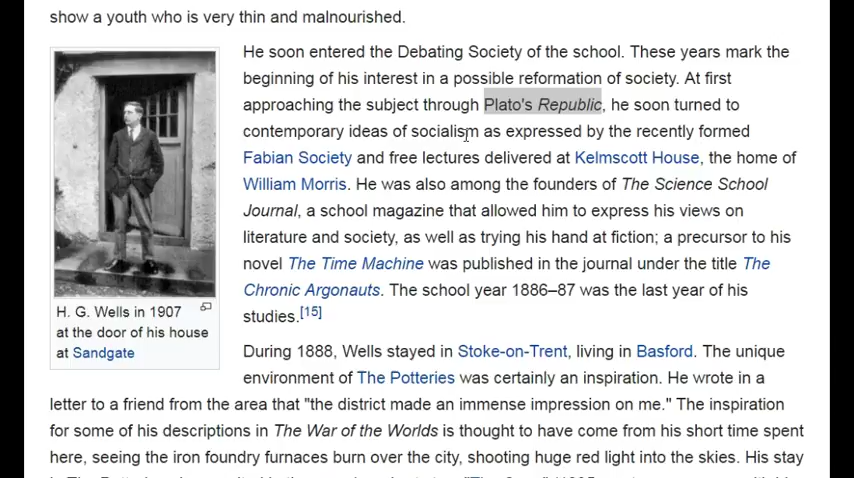 show a youth who is very thin and malnourished.
He soon entered the Debating Society of the school. These years mark the
beginning of his interest in a possible reformation of society. At first
approaching the subject through Plato's Republic, he soon turned to
contemporary ideas of socialism as expressed by the recently formed
Fabian Society and free lectures delivered at Kelmscott House, the home of
William Morris. He was also among the founders of The Science School
Journal, a school magazine that allowed him to express his views on
literature and society, as well as trying his hand at fiction; a precursor to his
novel The Time Machine was published in the journal under the title The
Chronic Argonauts. The school year 1886–87 was the last year of his
studies.[15]
H. G. Wells in 1907
at the door of his house
at Sandgate
During 1888, Wells stayed in Stoke-on-Trent, living in Basford. The unique
environment of The Potteries was certainly an inspiration. He wrote in a
letter to a friend from the area that "the district made an immense impression on me." The inspiration
for some of his descriptions in The War of the Worlds is thought to have come from his short time spent
here, seeing the iron foundry furnaces burn over the city, shooting huge red light into the skies. His stay